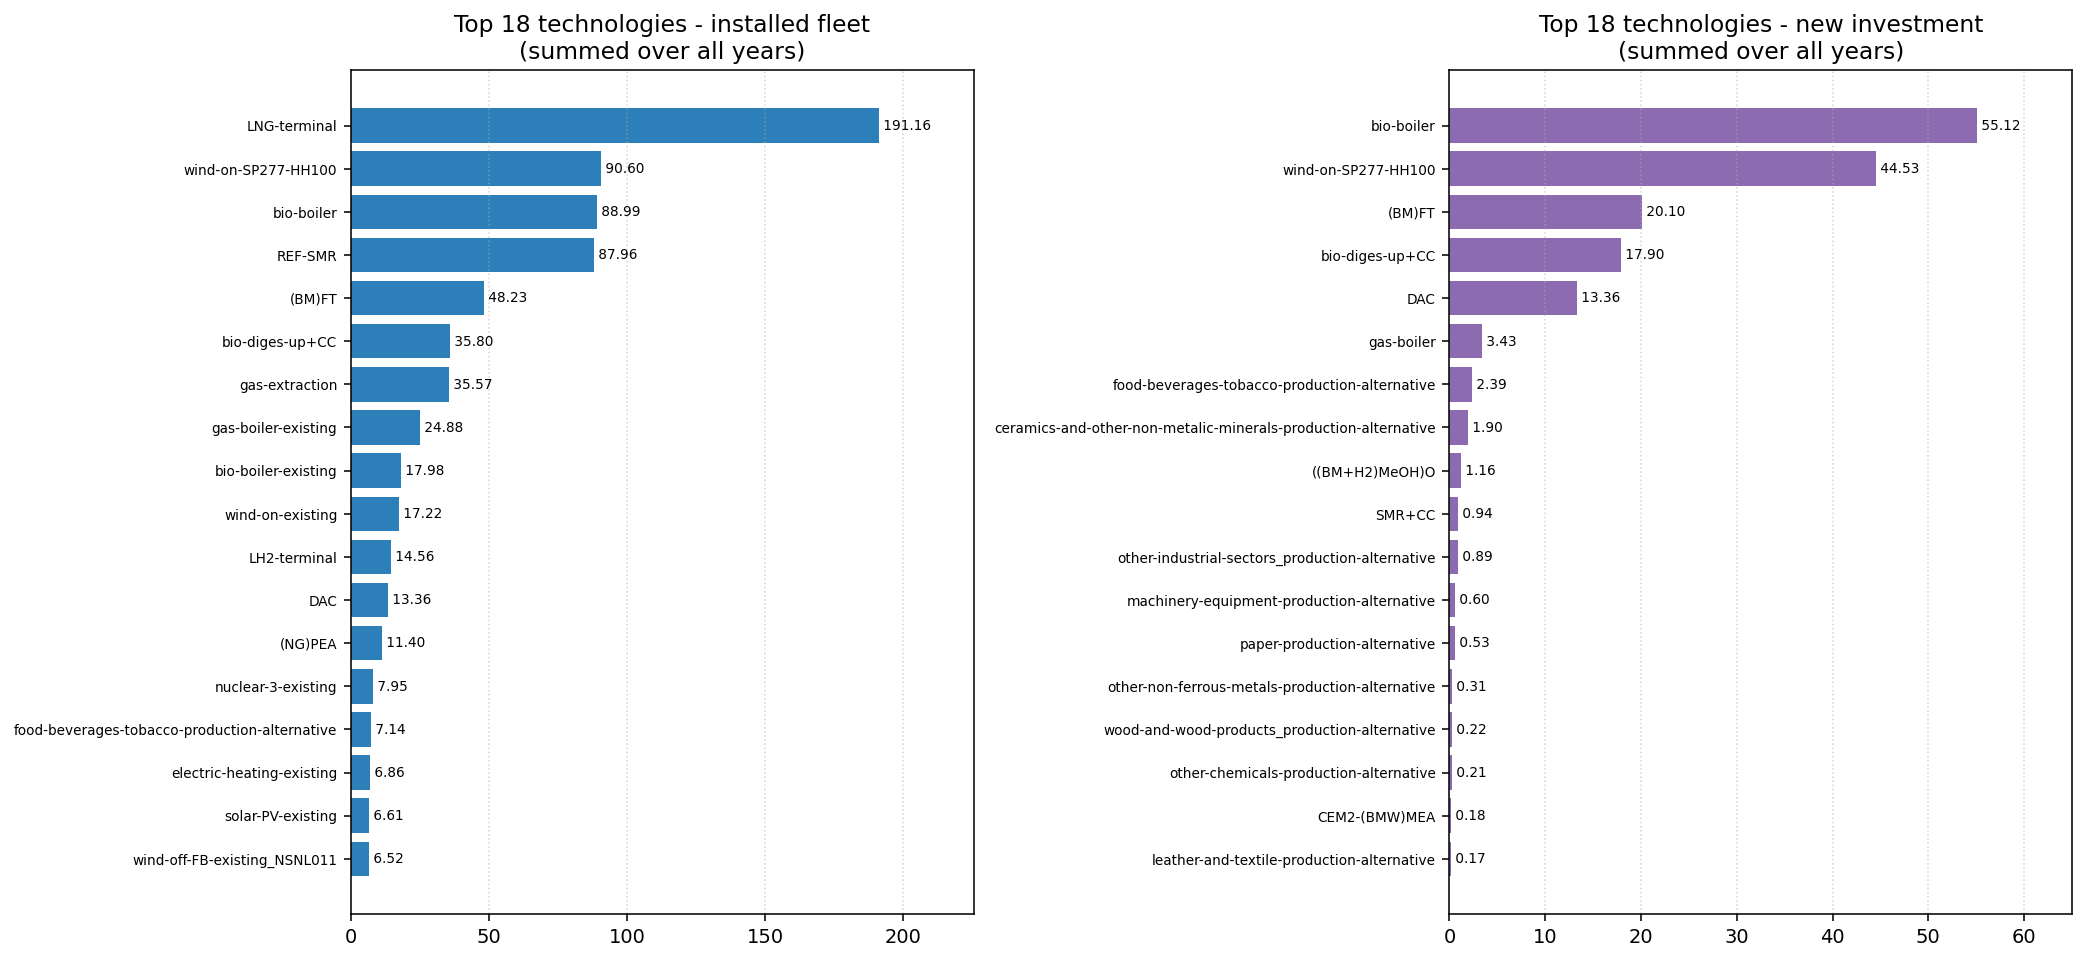 Top 18 technologies - installed fleet
(summed over all years)
LNG-terminal 191.16
wind-on-SP277-HH100 90.60
bio-boiler 88.99
REF-SMR 87.96
(BM)FT 48.23
bio-diges-up+CC 35.80
gas-extraction 35.57
gas-boiler-existing 24.88
bio-boiler-existing 17.98
wind-on-existing 17.22
LH2-terminal 14.56
DAC 13.36
(NG)PEA 11.40
nuclear-3-existing 7.95
food-beverages-tobacco-production-alternative 7.14
electric-heating-existing 6.86
solar-PV-existing 6.61
wind-off-FB-existing_NSNL011 6.52
0 50 100 150 200
Top 18 technologies - new investment
(summed over all years)
bio-boiler 55.12
wind-on-SP277-HH100 44.53
(BM)FT 20.10
bio-diges-up+CC 17.90
DAC 13.36
gas-boiler 3.43
food-beverages-tobacco-production-alternative 2.39
ceramics-and-other-non-metalic-minerals-production-alternative 1.90
((BM+H2)MeOH)O 1.16
SMR+CC 0.94
other-industrial-sectors_production-alternative 0.89
machinery-equipment-production-alternative 0.60
paper-production-alternative 0.53
other-non-ferrous-metals-production-alternative 0.31
wood-and-wood-products_production-alternative 0.22
other-chemicals-production-alternative 0.21
CEM2-(BMW)MEA 0.18
leather-and-textile-production-alternative 0.17
0 10 20 30 40 50 60